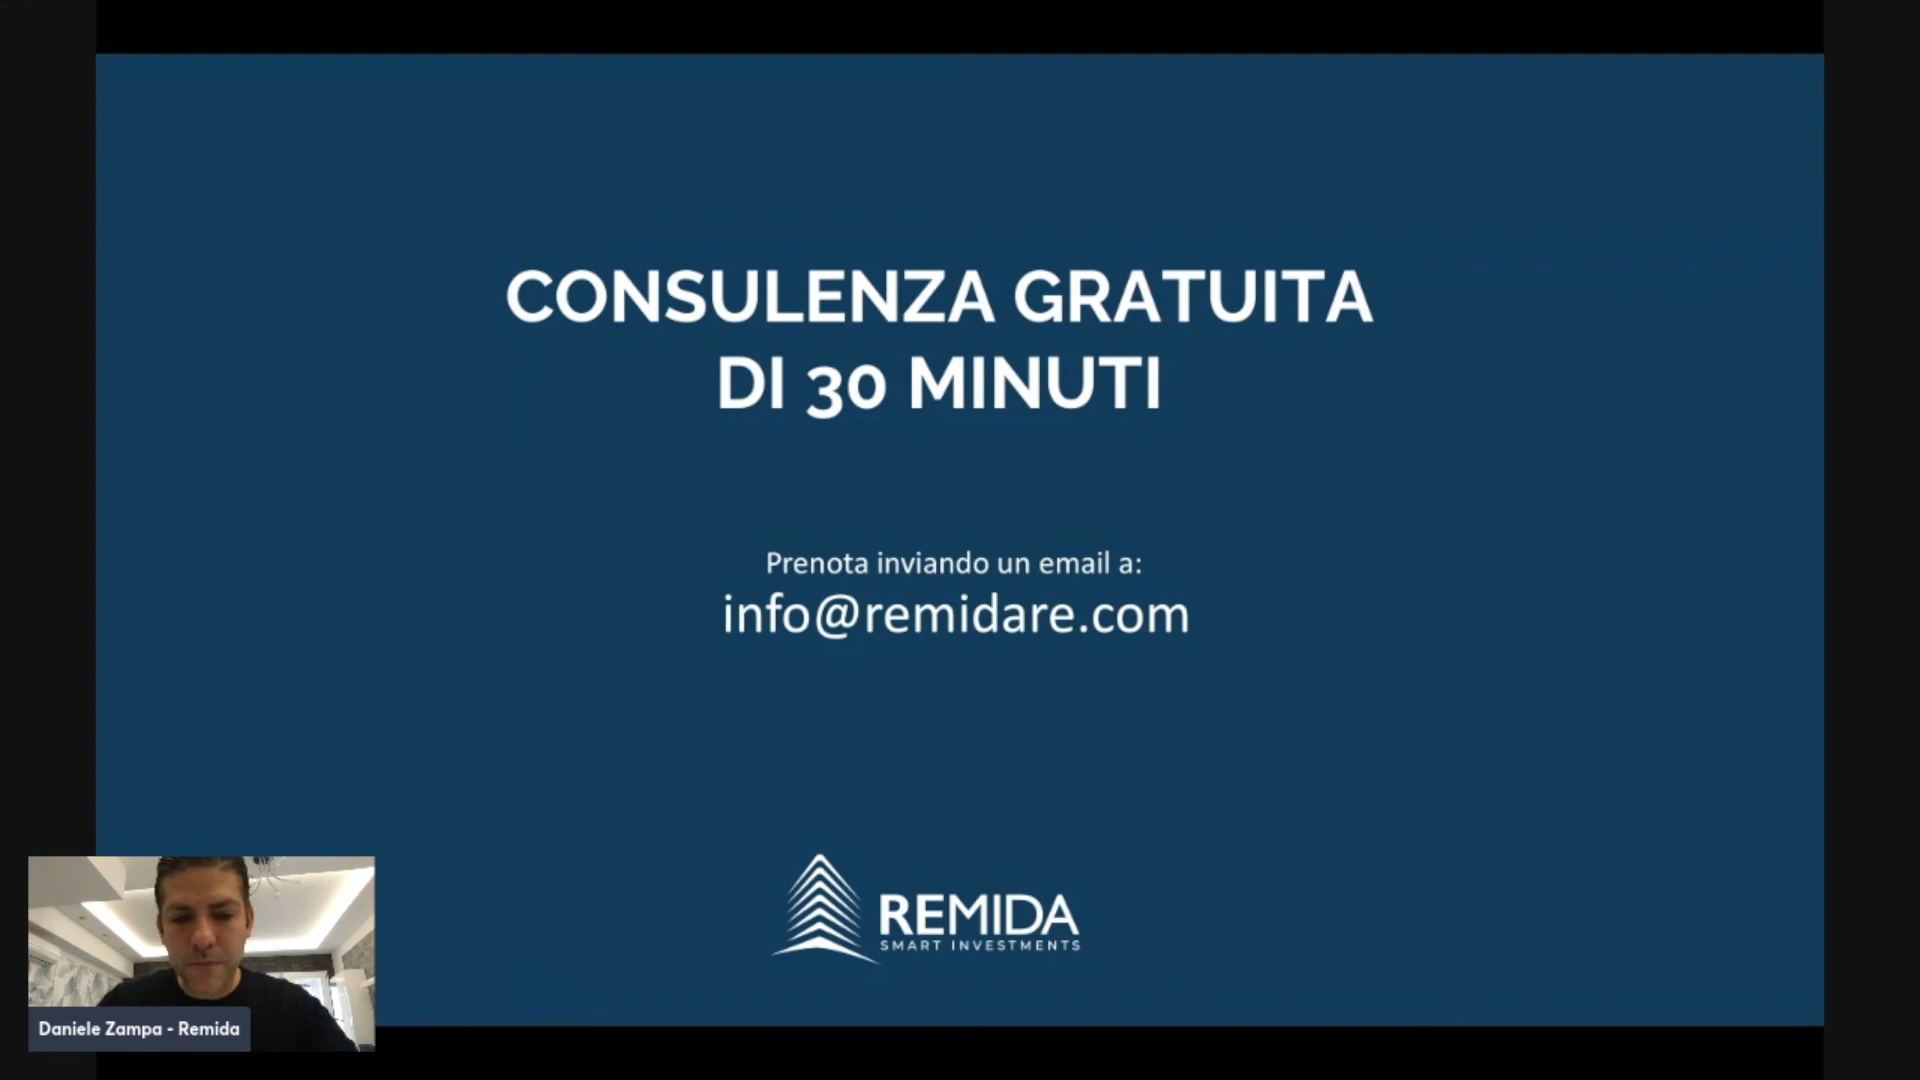 CONSULENZA GRATUITA
DI 30 MINUTI
Prenota inviando un email a:
info@remidare.com
REMIDA
SMART INVESTMENTS
Daniele Zampa - Remida